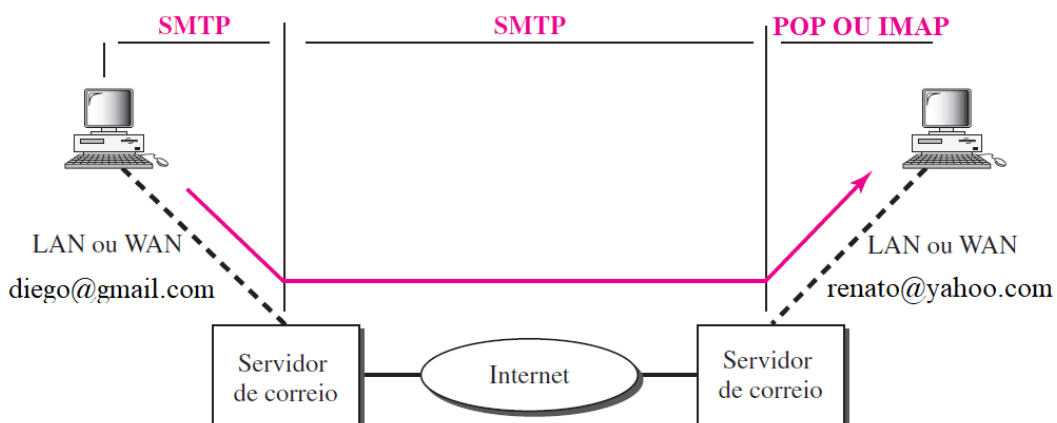 SMTP
SMTP
POP OU IMAP
LAN ou WAN
LAN ou WAN
diego@gmail.com
renato@yahoo.com
Servidor
de correio
Internet
Servidor
de correio